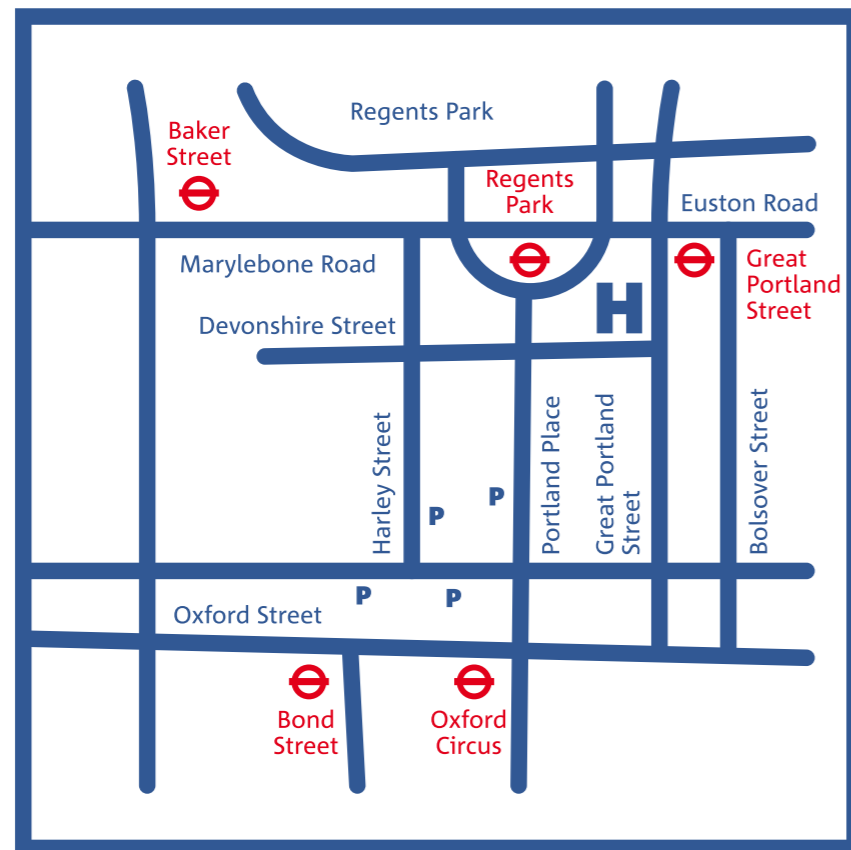 Regents Park
Baker
Street
Regents
Park
Euston Road
Marylebone Road
Great
Portland
Street
H
Devonshire Street
Harley Street
Portland Place
Great Portland
Street
Bolsover Street
P
P
P
P
Oxford Street
Bond
Street
Oxford
Circus